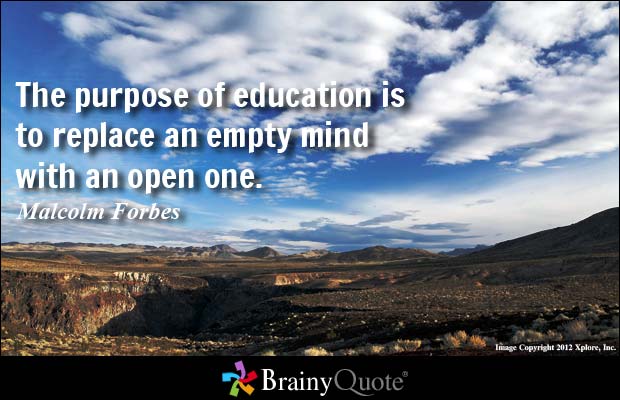 The purpose of education is
to replace an empty mind
with an open one.
Malcolm Forbes
Image Copyright 2012 Xplore, Inc.
BrainyQuote®